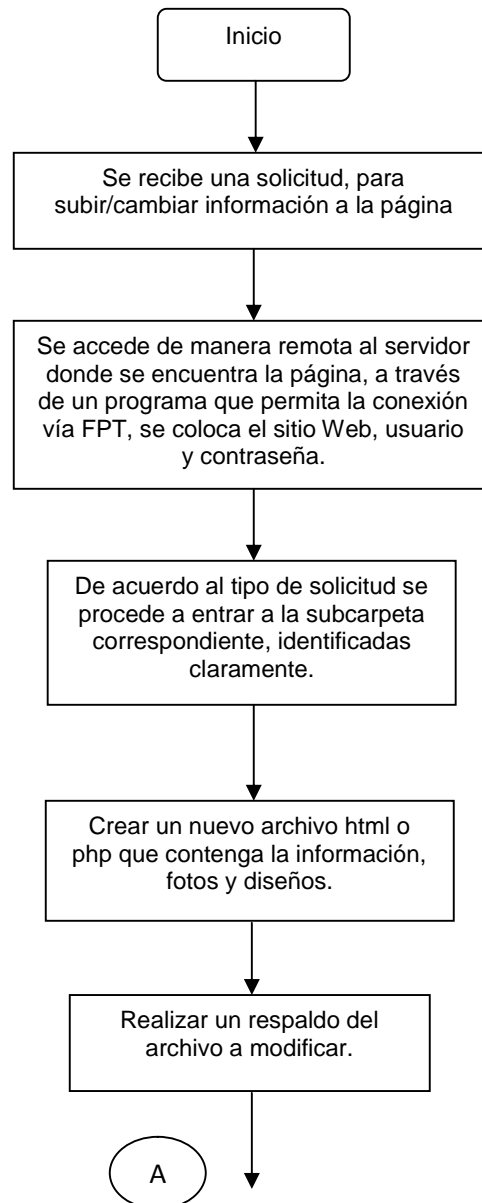 Inicio
Se recibe una solicitud, para
subir/cambiar información a la página
Se accede de manera remota al servidor
donde se encuentra la página, a través
de un programa que permita la conexión
vía FPT, se coloca el sitio Web, usuario
y contraseña.
De acuerdo al tipo de solicitud se
procede a entrar a la subcarpeta
correspondiente, identificadas
claramente.
Crear un nuevo archivo html o
php que contenga la información,
fotos y diseños.
Realizar un respaldo del
archivo a modificar.
A